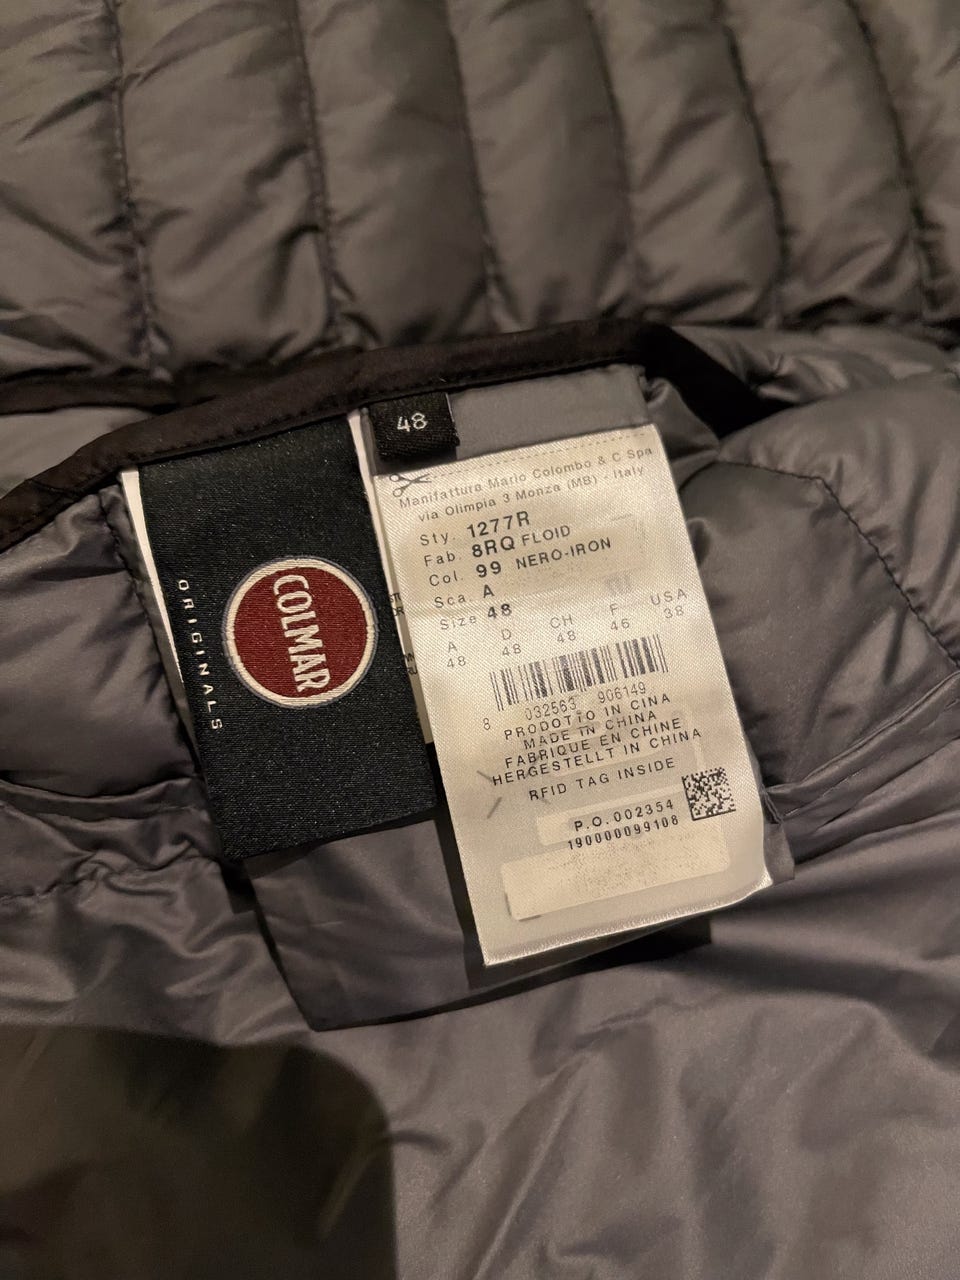 48
COLMAR
ORIGINALS
Manifattura Mario Colombo & C Spa
via Olimpia 3 Monza (MB) - Italy
Sty. 1277R
Fab. 8RQ FLOID
Col. 99 NERO-IRON
Sca. A
Size 48
A D CH F USA
48 48 48 46 38
8 032563 906149
PRODOTTO IN CINA
MADE IN CHINA
FABRIQUE EN CHINE
HERGESTELLT IN CHINA
RFID TAG INSIDE
P.O. 002354
190000099108